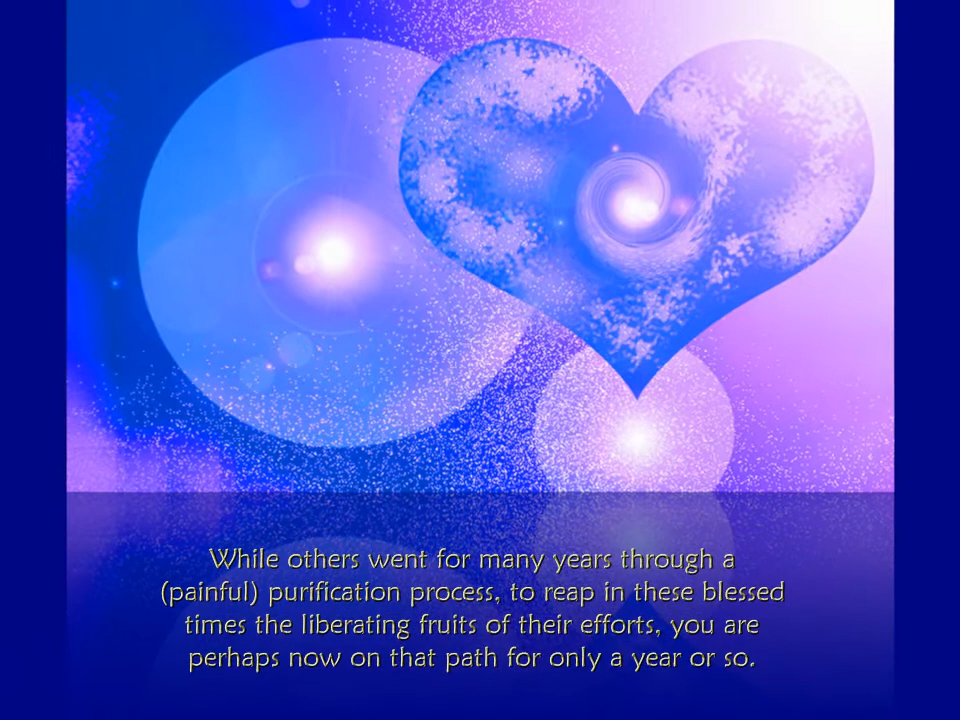 While others went for many years through a
(painful) purification process, to reap in these blessed
times the liberating fruits of their efforts, you are
perhaps now on that path for only a year or so.